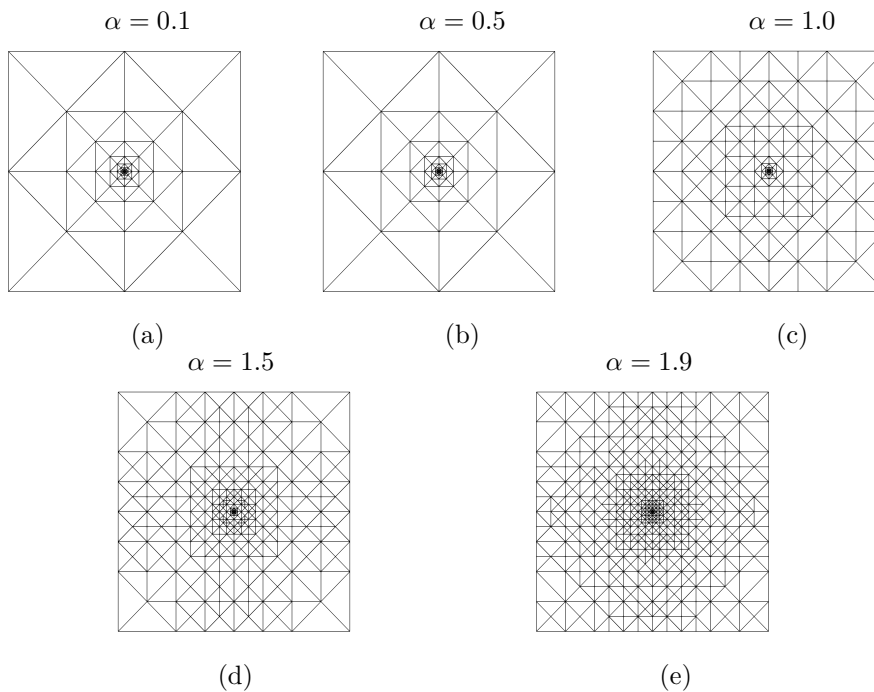 α = 0.1
α = 0.5
α = 1.0
(a)
(b)
(c)
α = 1.5
α = 1.9
(d)
(e)